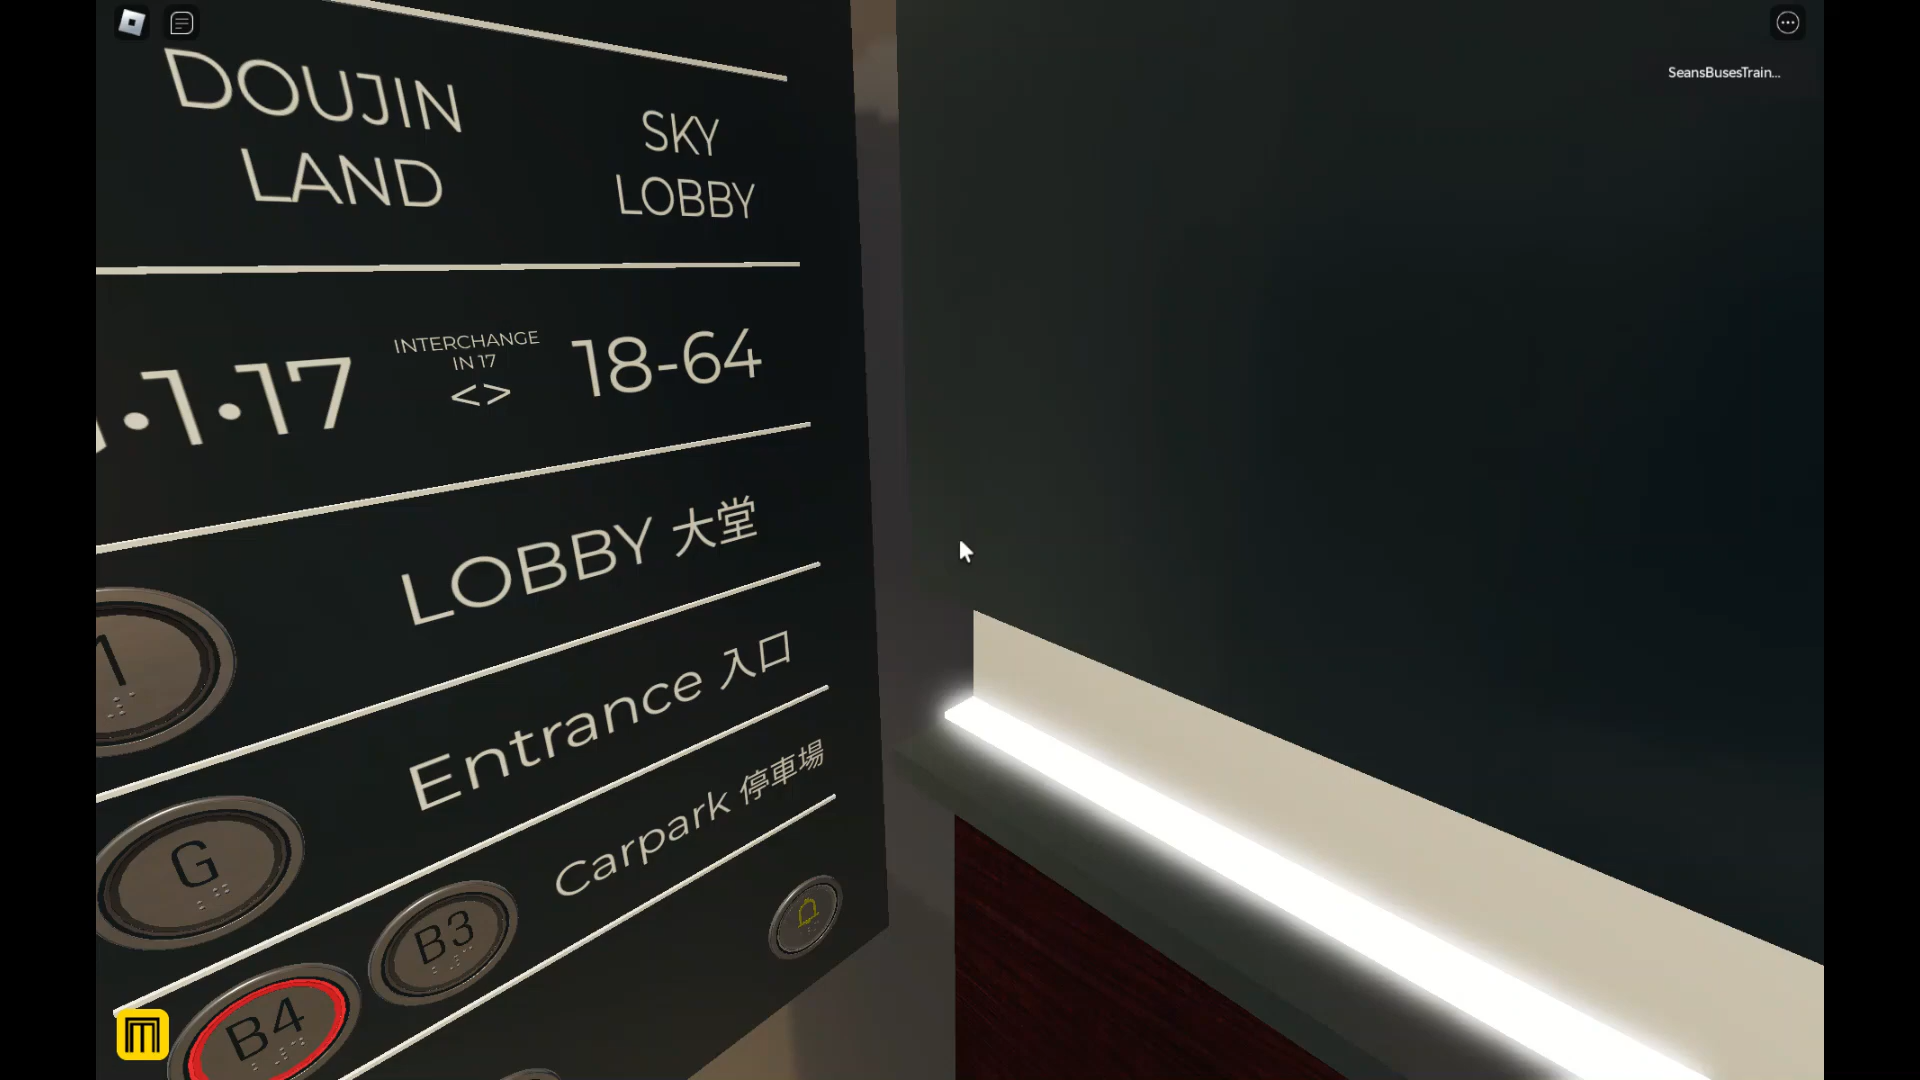 SeansBusesTrain...
DOUJIN
LAND
SKY
LOBBY
•1•17
INTERCHANGE
IN 17
<>
18-64
LOBBY 大堂
1
Entrance 入口
G
Carpark 停車場
B3
B4